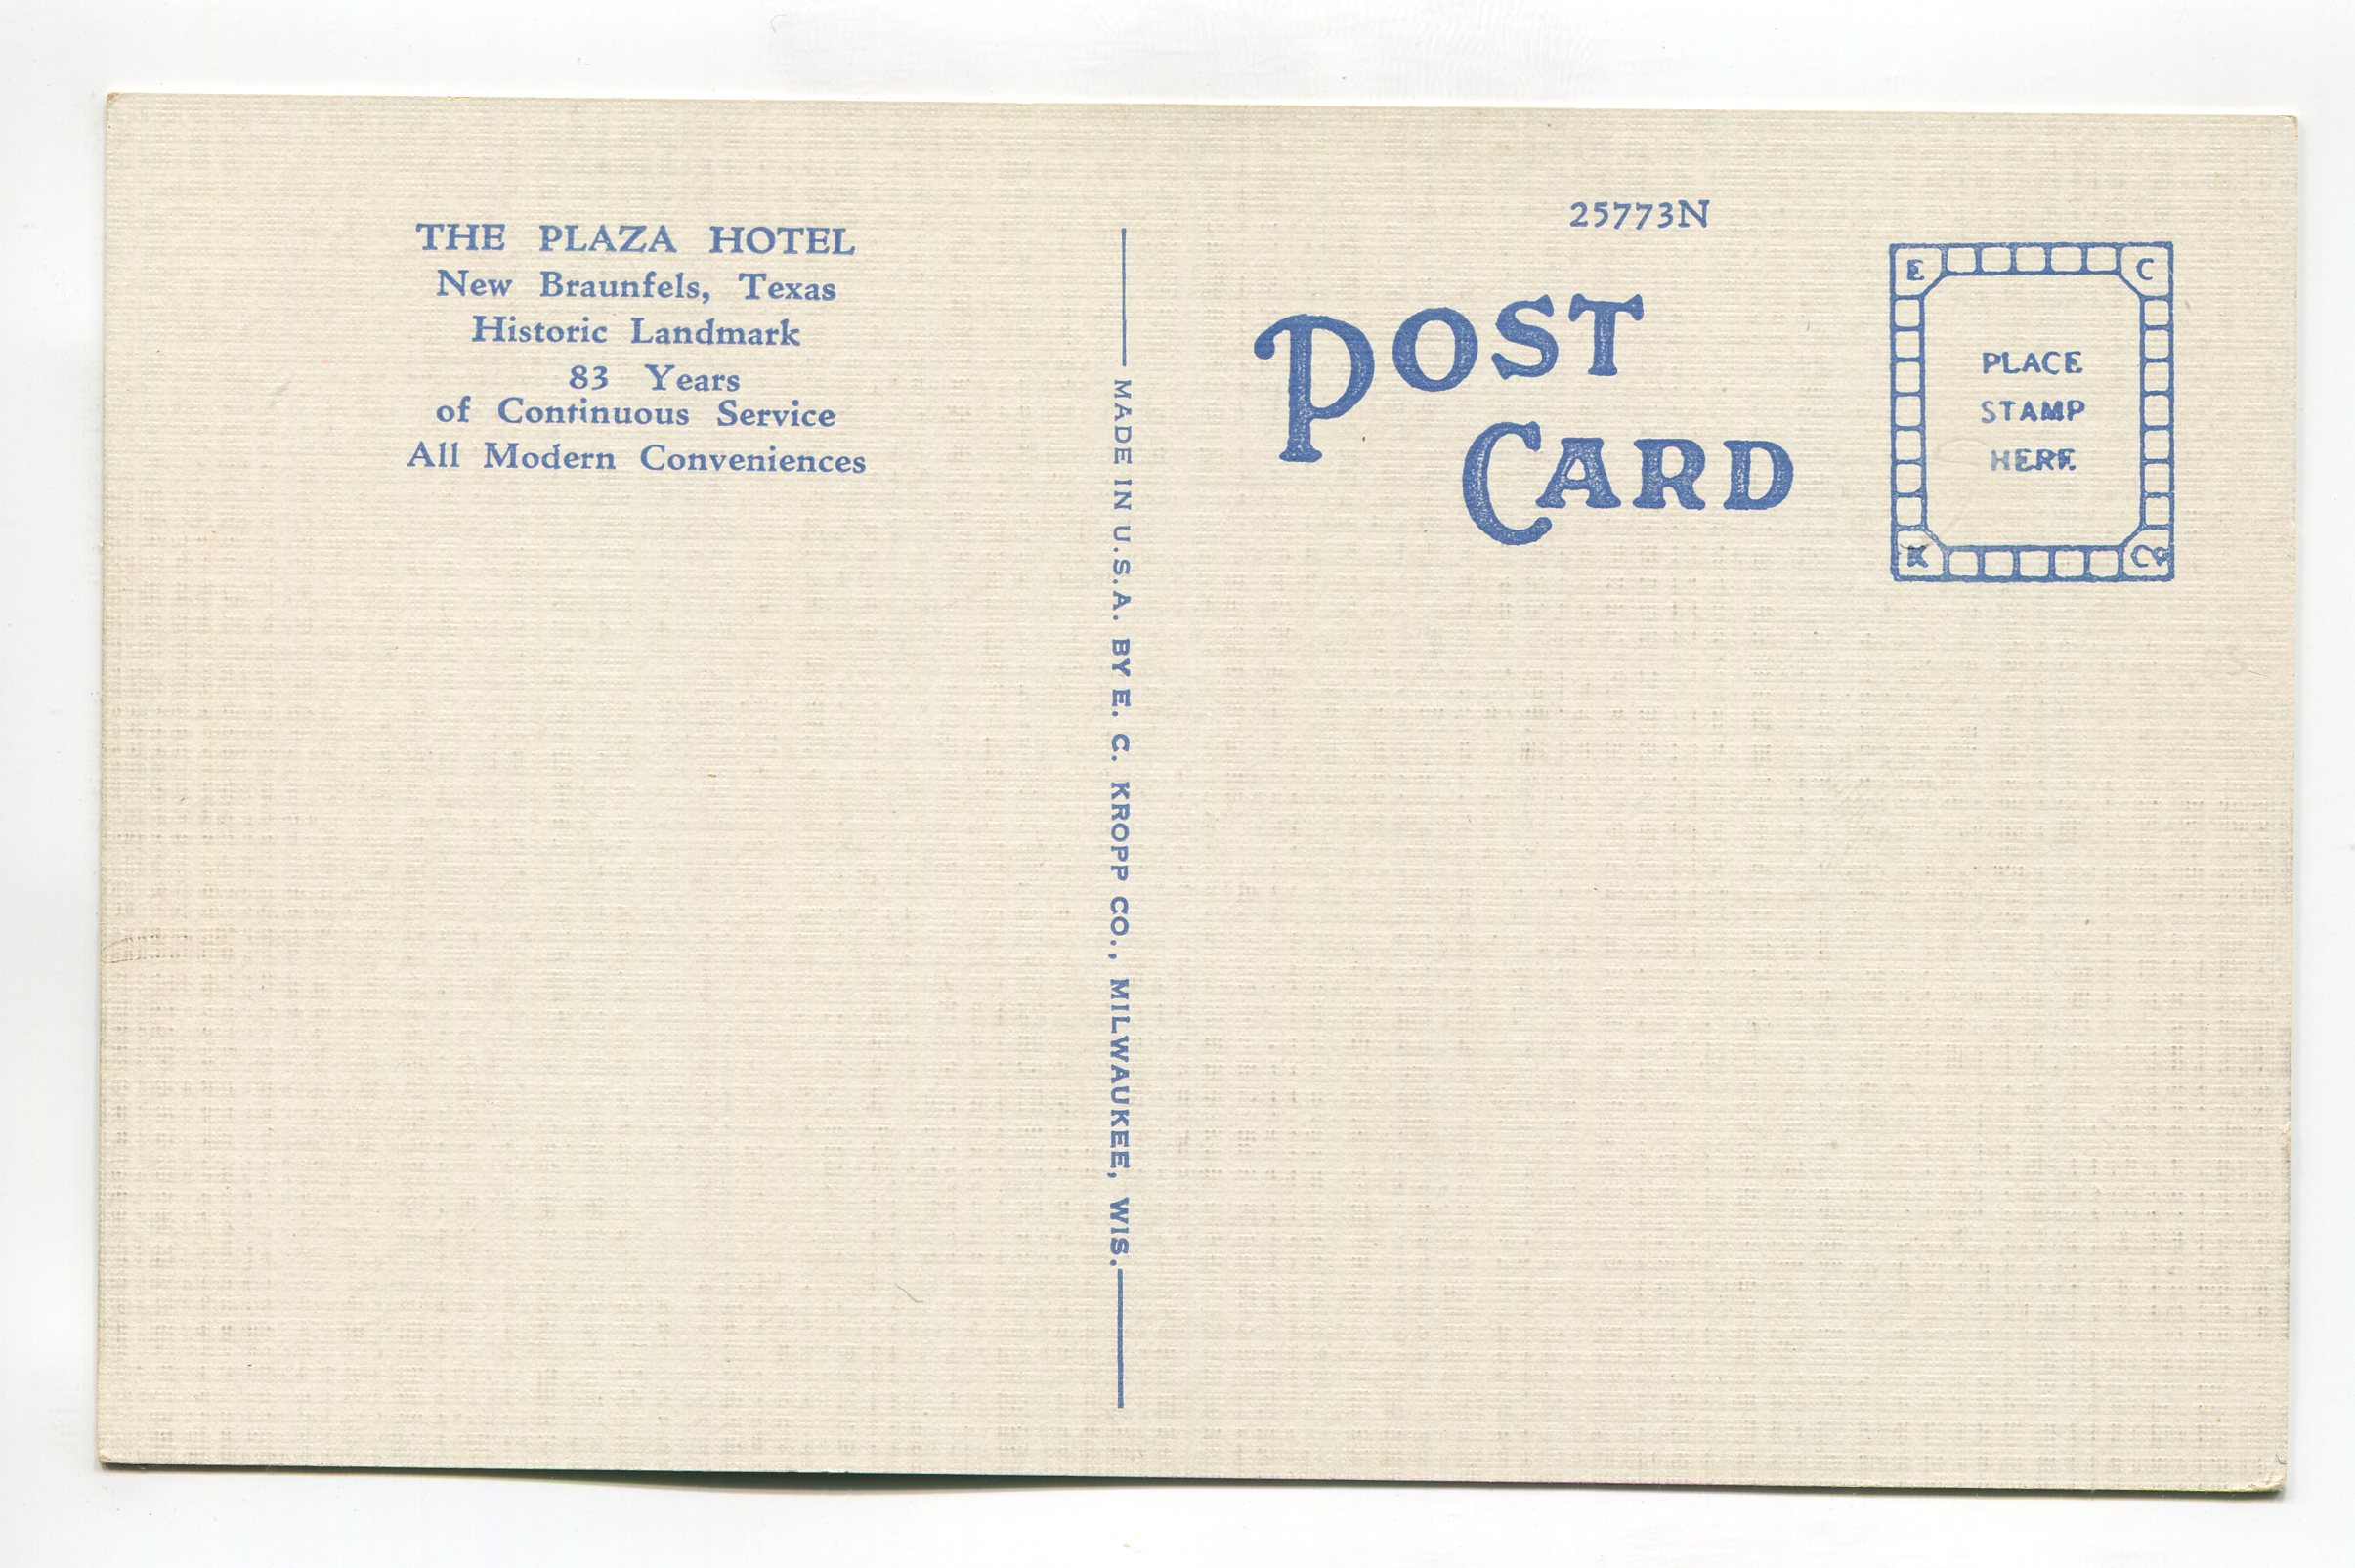 THE PLAZA HOTEL
New Braunfels, Texas
Historic Landmark
83 Years
of Continuous Service
All Modern Conveniences
MADE IN U.S.A. BY E. C. KROPP CO., MILWAUKEE, WIS.
25773N
POST
CARD
E C
PLACE
STAMP
HERE
K Co